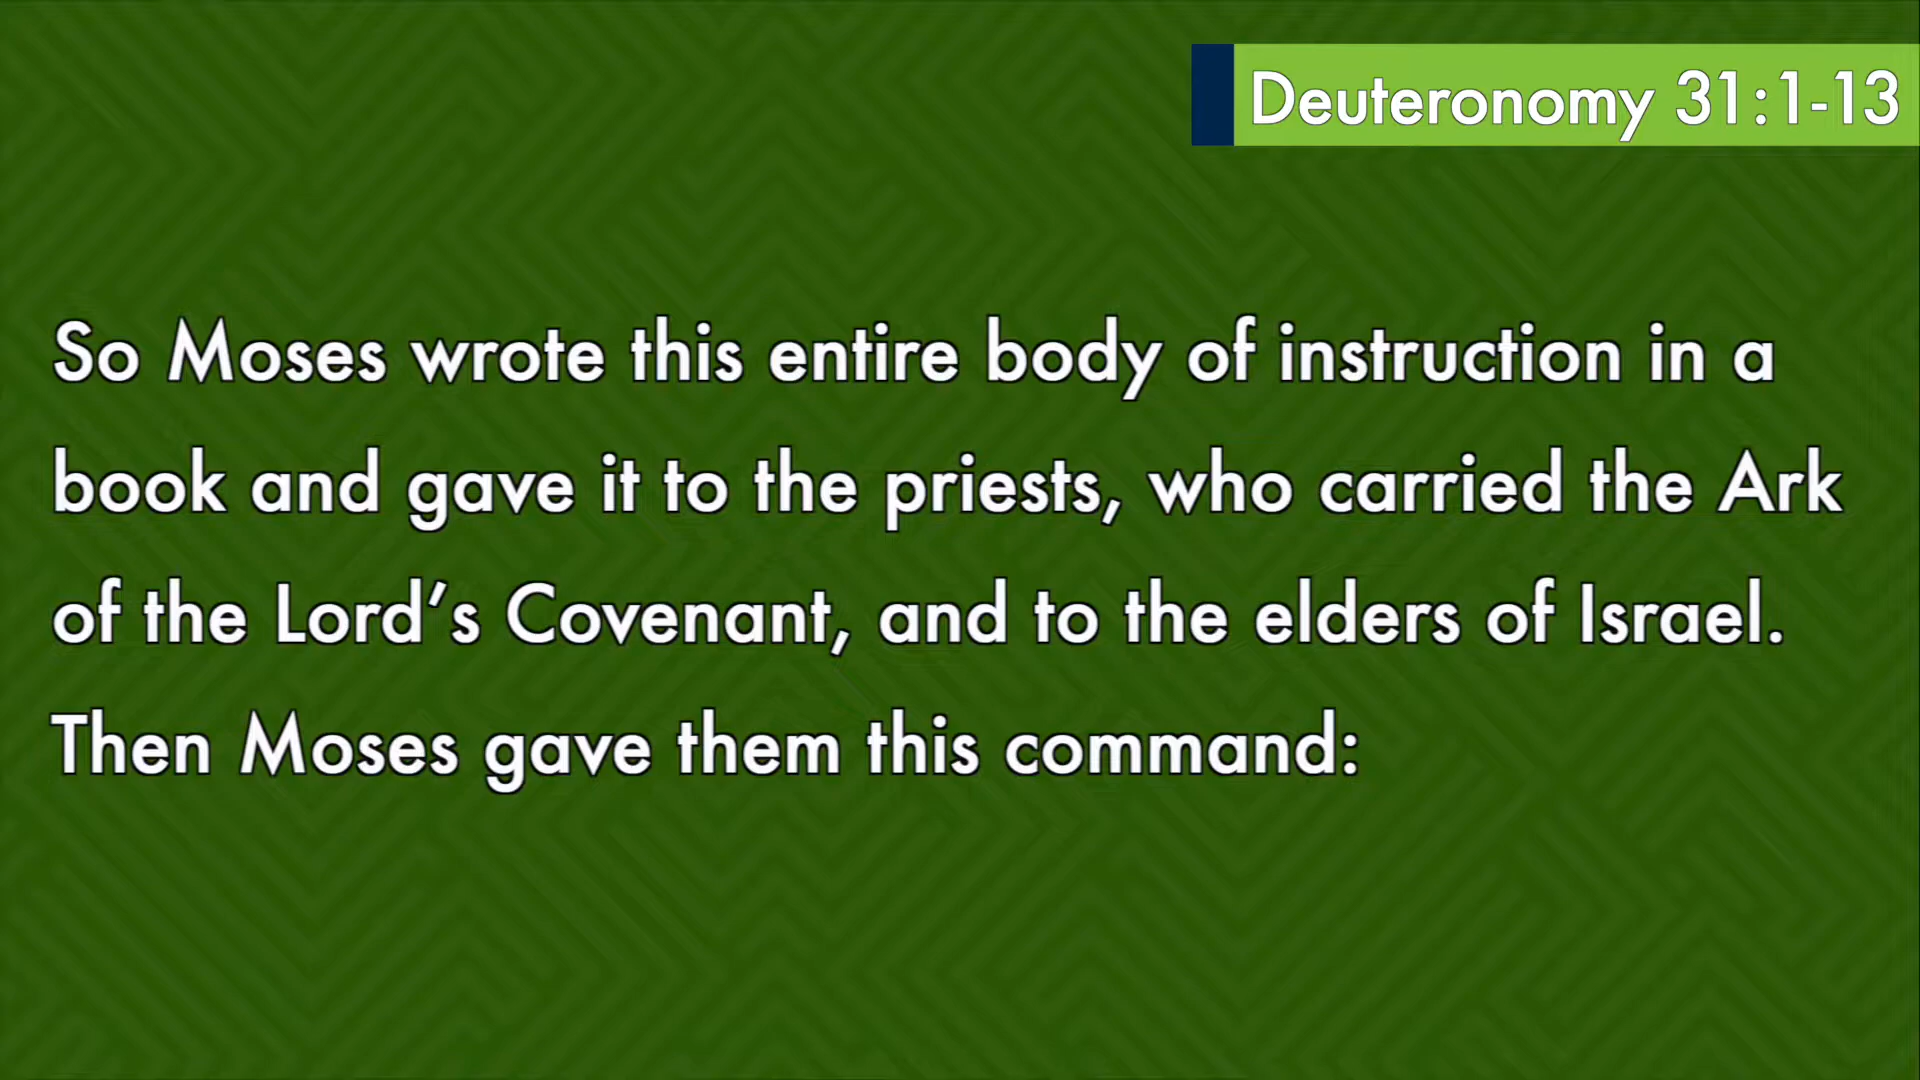 Deuteronomy 31:1-13
So Moses wrote this entire body of instruction in a
book and gave it to the priests, who carried the Ark
of the Lord’s Covenant, and to the elders of Israel.
Then Moses gave them this command: